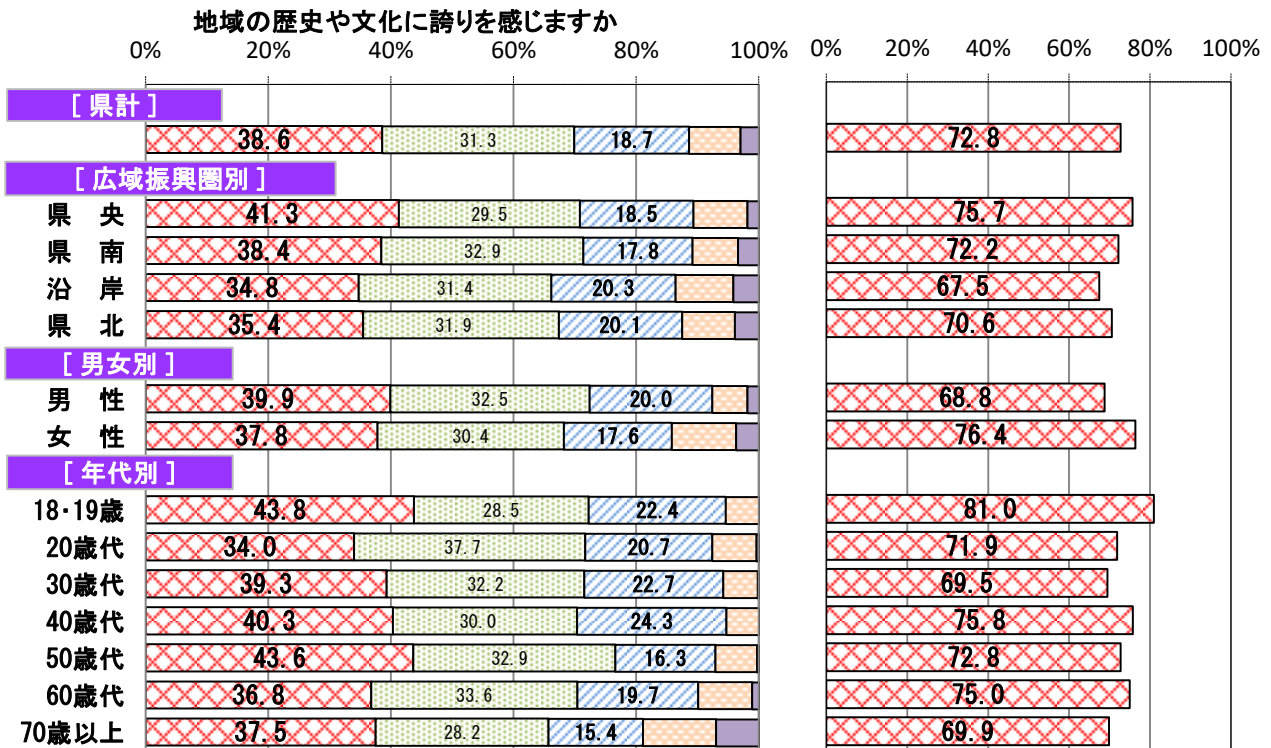 地域の歴史や文化に誇りを感じますか
0% 20% 40% 60% 80% 100% 0% 20% 40% 60% 80% 100%
[ 県計 ]
38.6 31.3 18.7 72.8
[ 広域振興圏別 ]
県 央 41.3 29.5 18.5 75.7
県 南 38.4 32.9 17.8 72.2
沿 岸 34.8 31.4 20.3 67.5
県 北 35.4 31.9 20.1 70.6
[ 男女別 ]
男 性 39.9 32.5 20.0 68.8
女 性 37.8 30.4 17.6 76.4
[ 年代別 ]
18・19歳 43.8 28.5 22.4 81.0
20歳代 34.0 37.7 20.7 71.9
30歳代 39.3 32.2 22.7 69.5
40歳代 40.3 30.0 24.3 75.8
50歳代 43.6 32.9 16.3 72.8
60歳代 36.8 33.6 19.7 75.0
70歳以上 37.5 28.2 15.4 69.9